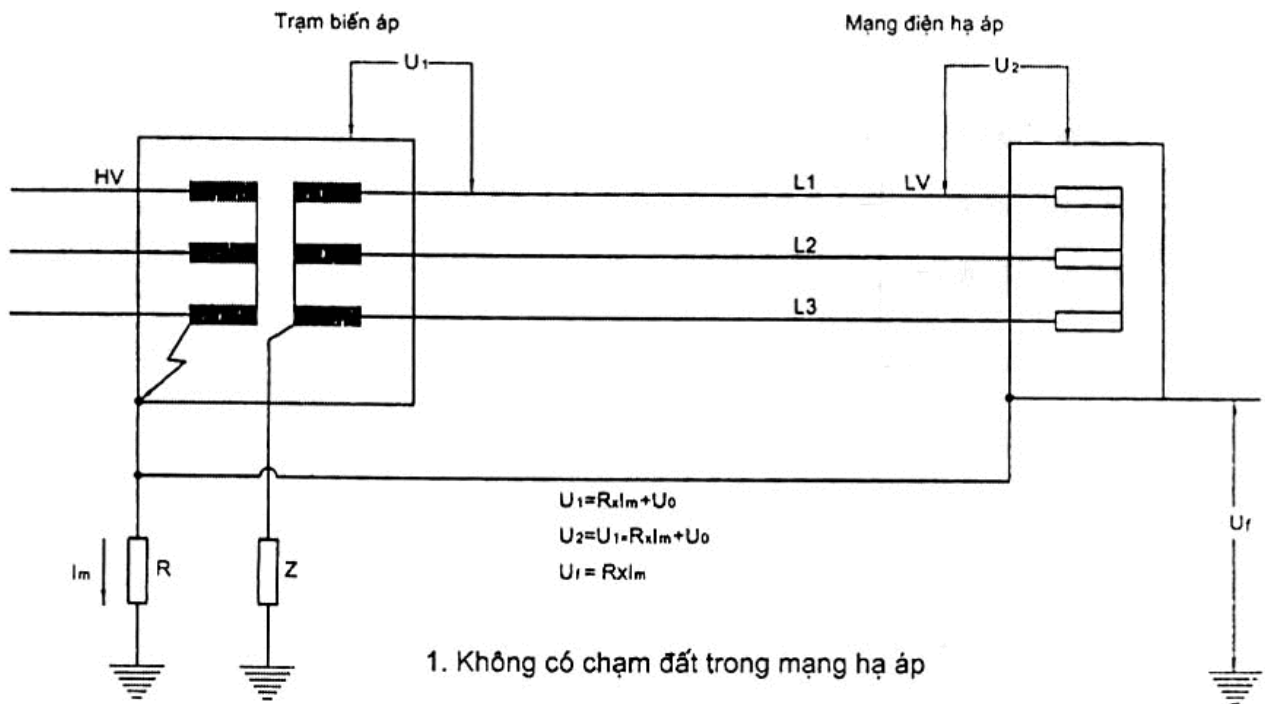 Trạm biến áp
Mạng điện hạ áp
U1
U2
HV
L1
LV
L2
L3
U1=RxIm+U0
U2=U1=RxIm+U0
Uf = RxIm
Uf
Im
R
Z
1. Không có chạm đất trong mạng hạ áp